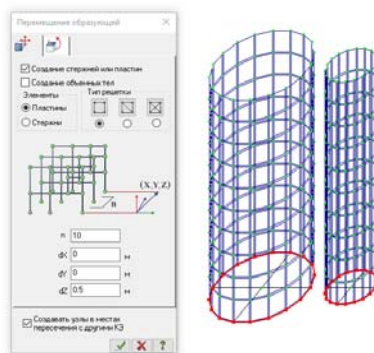 Перемещение образующей
Создание стержней или пластин
Создание объемных тел
Элементы
Тип решетки
Пластины
Стержни
(X,Y,Z)
n 10
dX 0 м
dY 0 м
dZ 0.5 м
Создавать узлы в местах
пересечения с другими КЭ
?